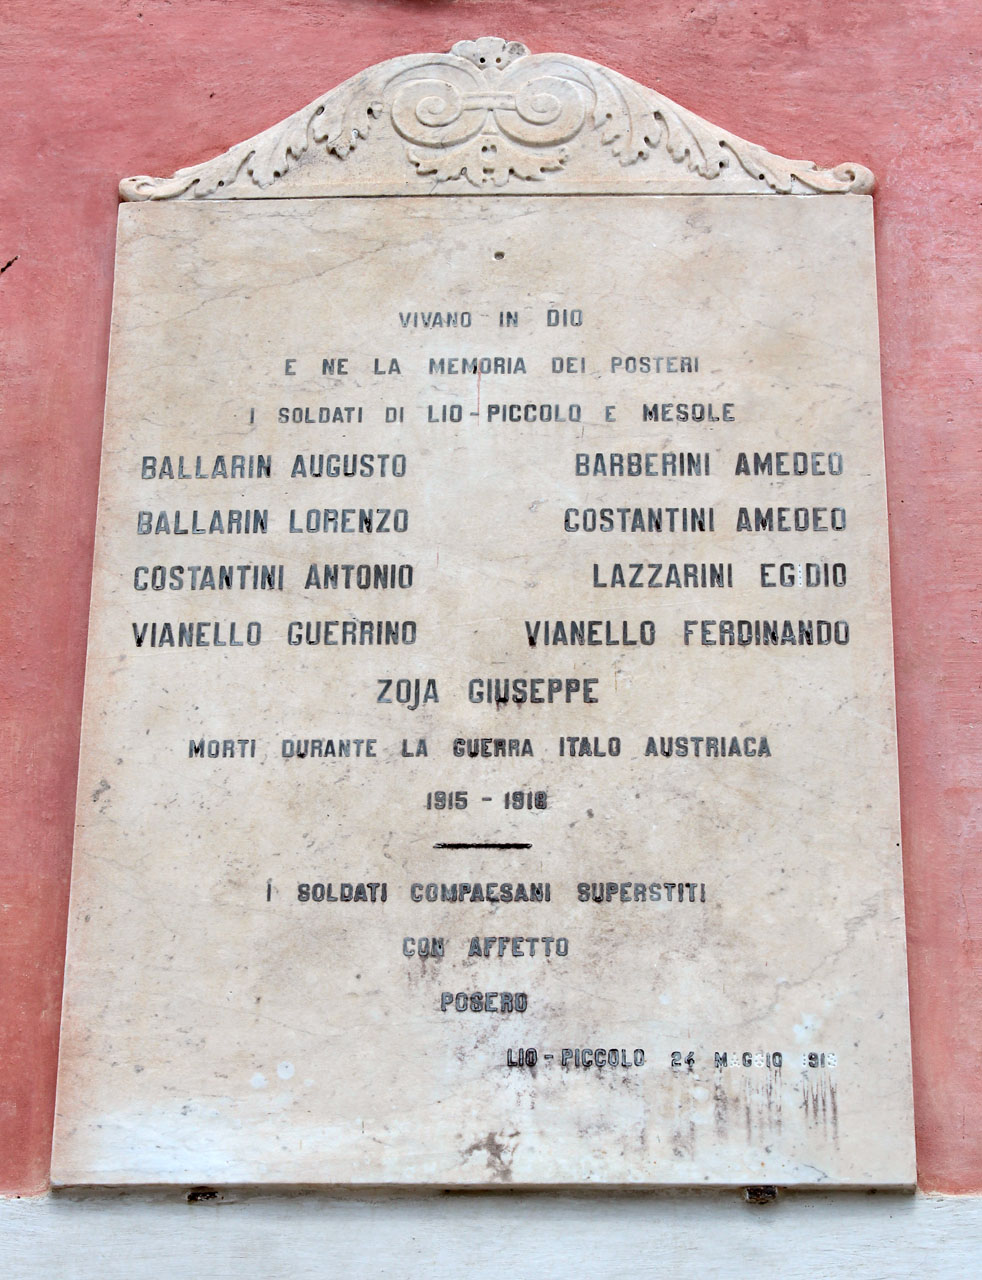 VIVANO IN DIO
E NE LA MEMORIA DEI POSTERI
I SOLDATI DI LIO-PICCOLO E MESOLE
BALLARIN AUGUSTO BARBERINI AMEDEO
BALLARIN LORENZO COSTANTINI AMEDEO
COSTANTINI ANTONIO LAZZARINI EGIDIO
VIANELLO GUERRINO VIANELLO FERDINANDO
ZOJA GIUSEPPE
MORTI DURANTE LA GUERRA ITALO AUSTRIACA
1915 - 1918
I SOLDATI COMPAESANI SUPERSTITI
CON AFFETTO
POSERO
LIO-PICCOLO 24 MAGGIO